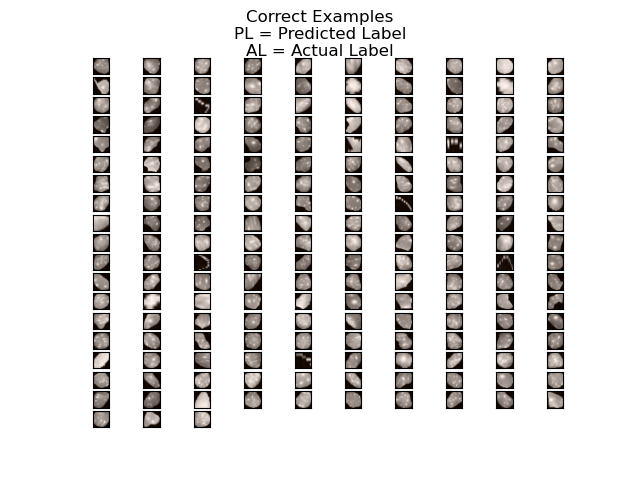 Correct Examples
PL = Predicted Label
AL = Actual Label